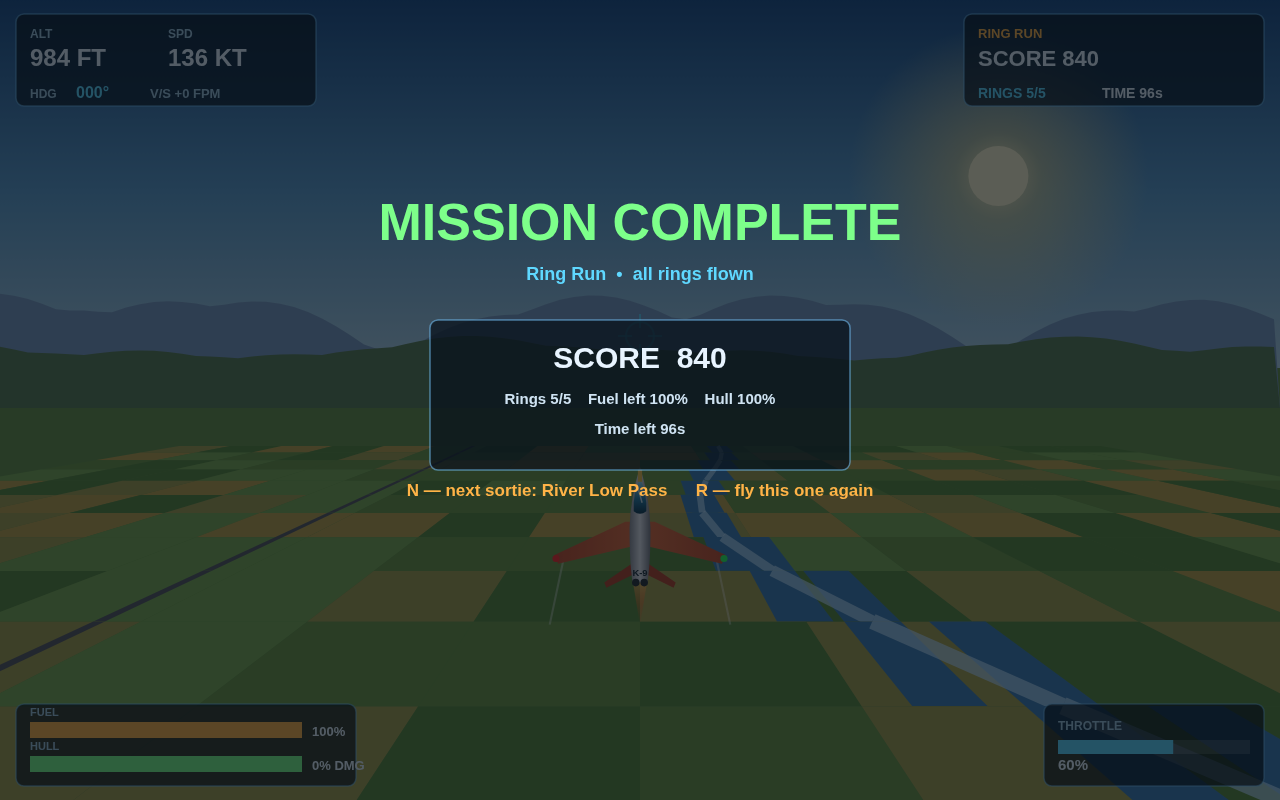 ALT SPD
984 FT 136 KT
HDG 000° V/S +0 FPM
RING RUN
SCORE 840
RINGS 5/5 TIME 96s
MISSION COMPLETE
Ring Run • all rings flown
SCORE 840
Rings 5/5 Fuel left 100% Hull 100%
Time left 96s
N — next sortie: River Low Pass R — fly this one again
K-9
FUEL
100%
HULL
0% DMG
THROTTLE
60%